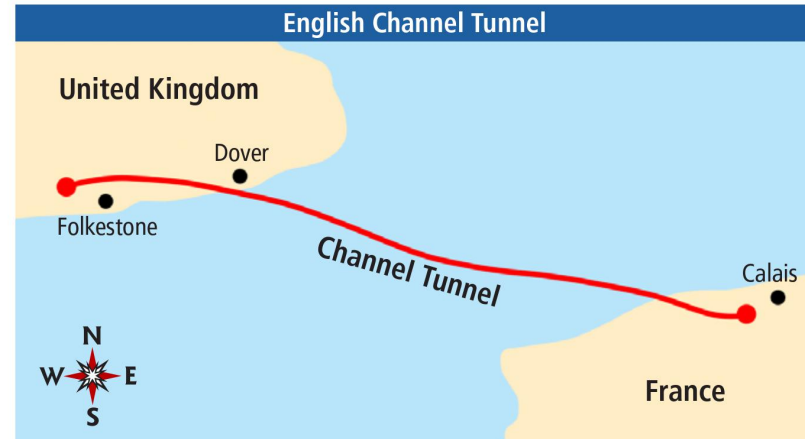 English Channel Tunnel
United Kingdom
Dover
Folkestone
Channel Tunnel
Calais
N
W E
S
France